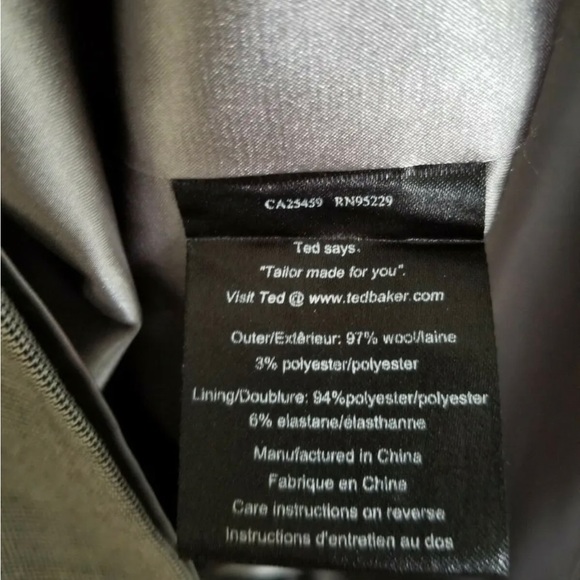 CA25459 RN95229
Ted says.
"Tailor made for you".
Visit Ted @ www.tedbaker.com
Outer/Extêrieur: 97% wool/laine
3% polyester/polyester
Lining/Doublure: 94%polyester/polyester
6% elastane/élasthanne
Manufactured in China
Fabrique en China
Care instructions on reverse
Instructions d'entretien au dos